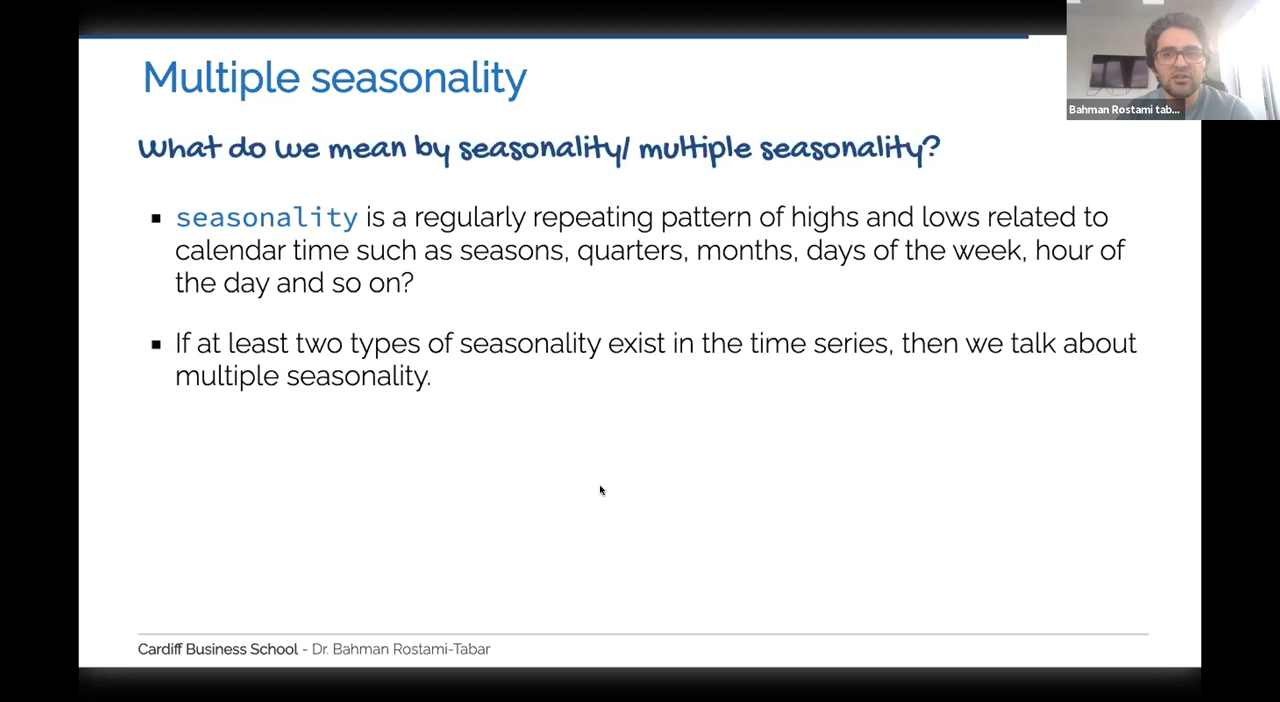 Multiple seasonality
What do we mean by seasonality/ multiple seasonality?
seasonality is a regularly repeating pattern of highs and lows related to
calendar time such as seasons, quarters, months, days of the week, hour of
the day and so on?
If at least two types of seasonality exist in the time series, then we talk about
multiple seasonality.
Cardiff Business School - Dr. Bahman Rostami-Tabar
Bahman Rostami tab...